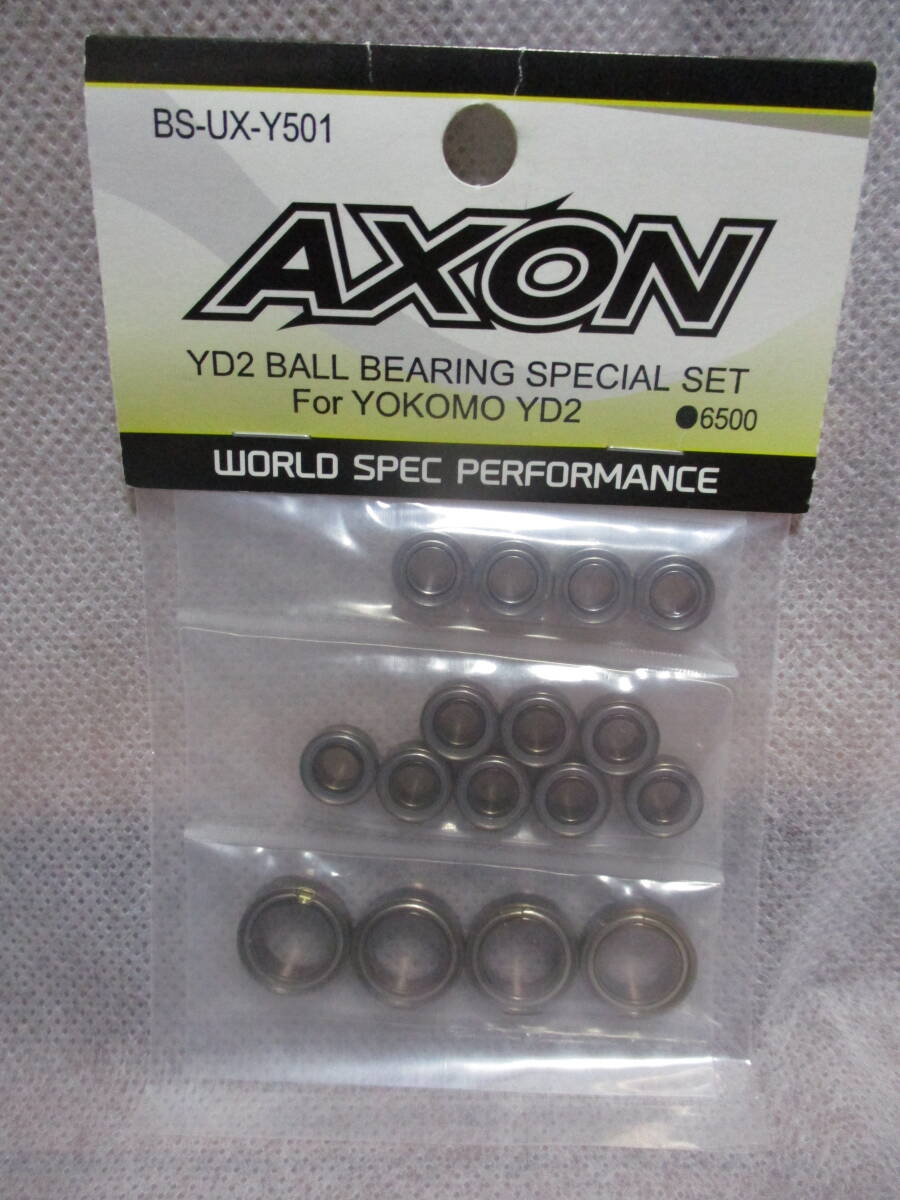 BS-UX-Y501
AXON
YD2 BALL BEARING SPECIAL SET
For YOKOMO YD2
●6500
WORLD SPEC PERFORMANCE